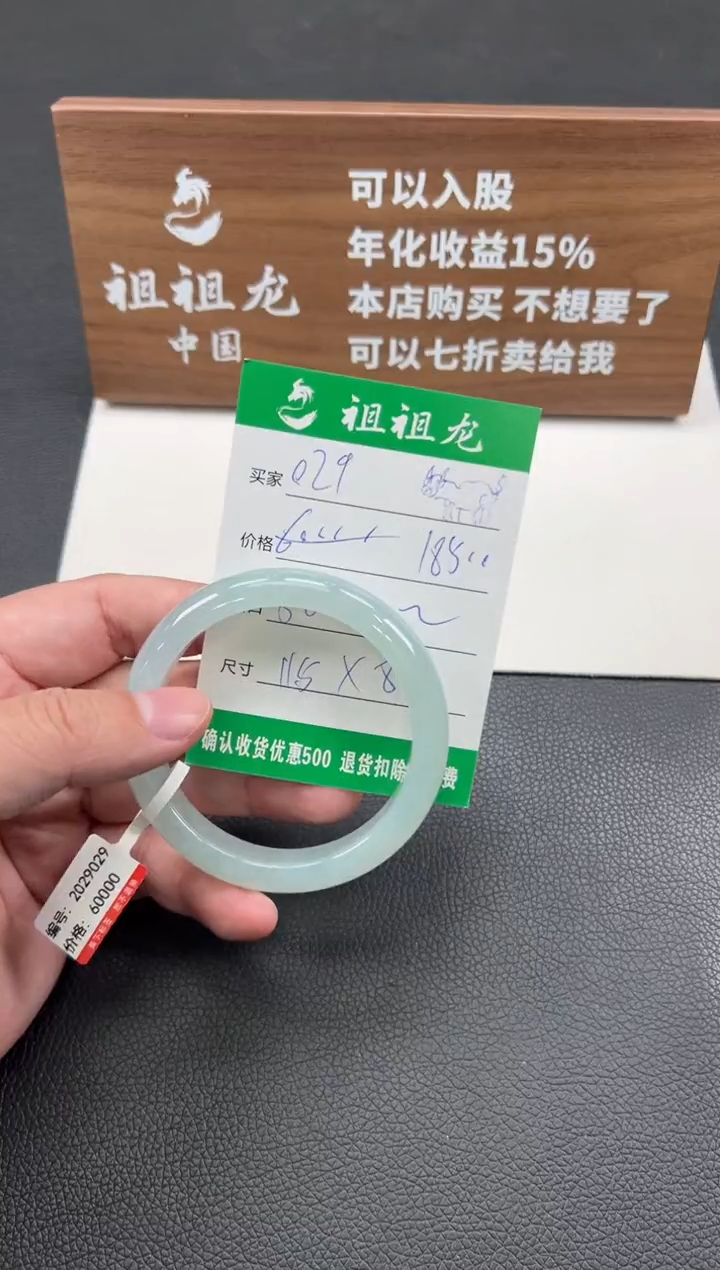 祖祖龙
中国
可以入股
年化收益15%
本店购买 不想要了
可以七折卖给我
祖祖龙
买家 029
价格 18500
尺寸
确认收货优惠500 退货扣除
费
编号: 2029029
价格: 60000